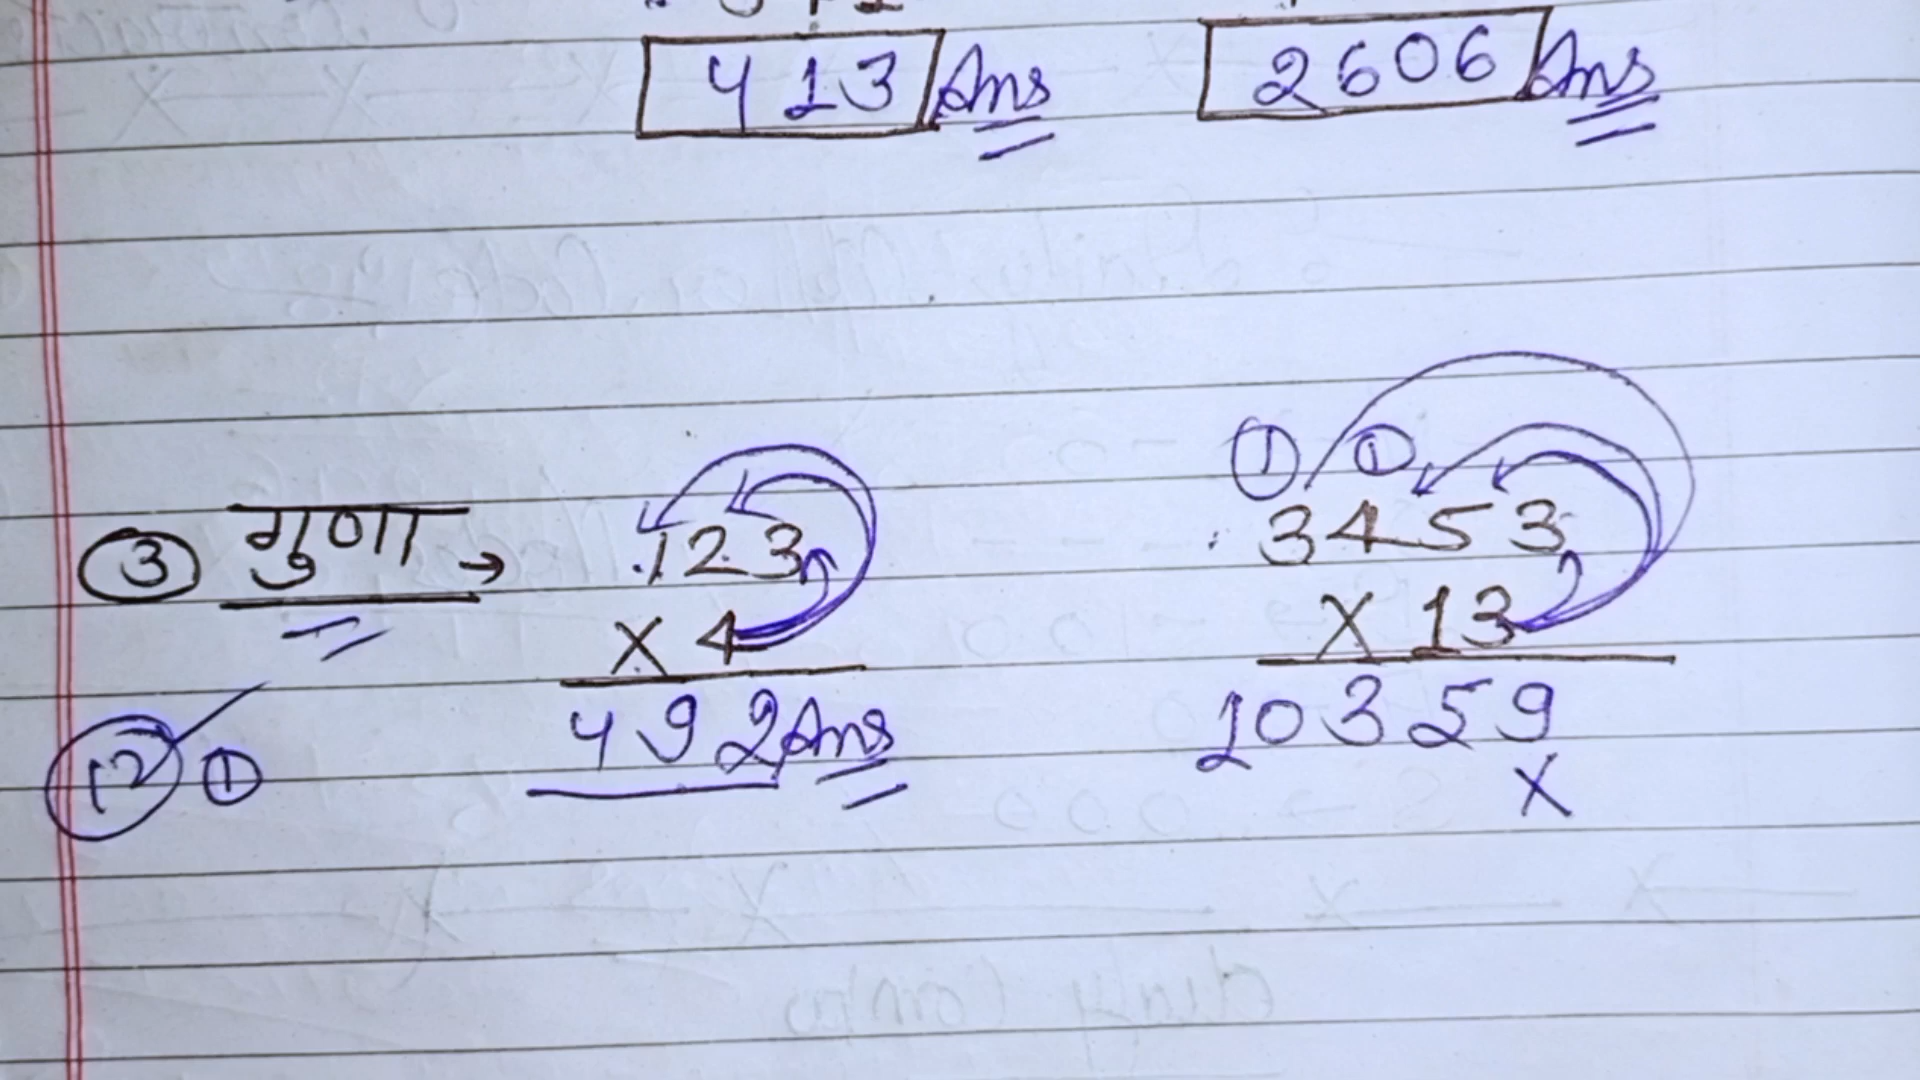 413 Ans 2606 Ans
① ①
③ गुणा → 123 3453
X 4 X 13
492 Ans 10359
12 ① X